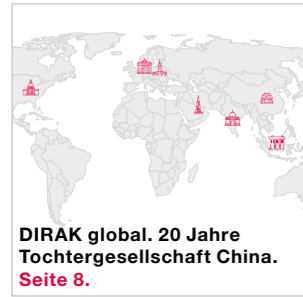 DIRAK global. 20 Jahre
Tochtergesellschaft China.
Seite 8.